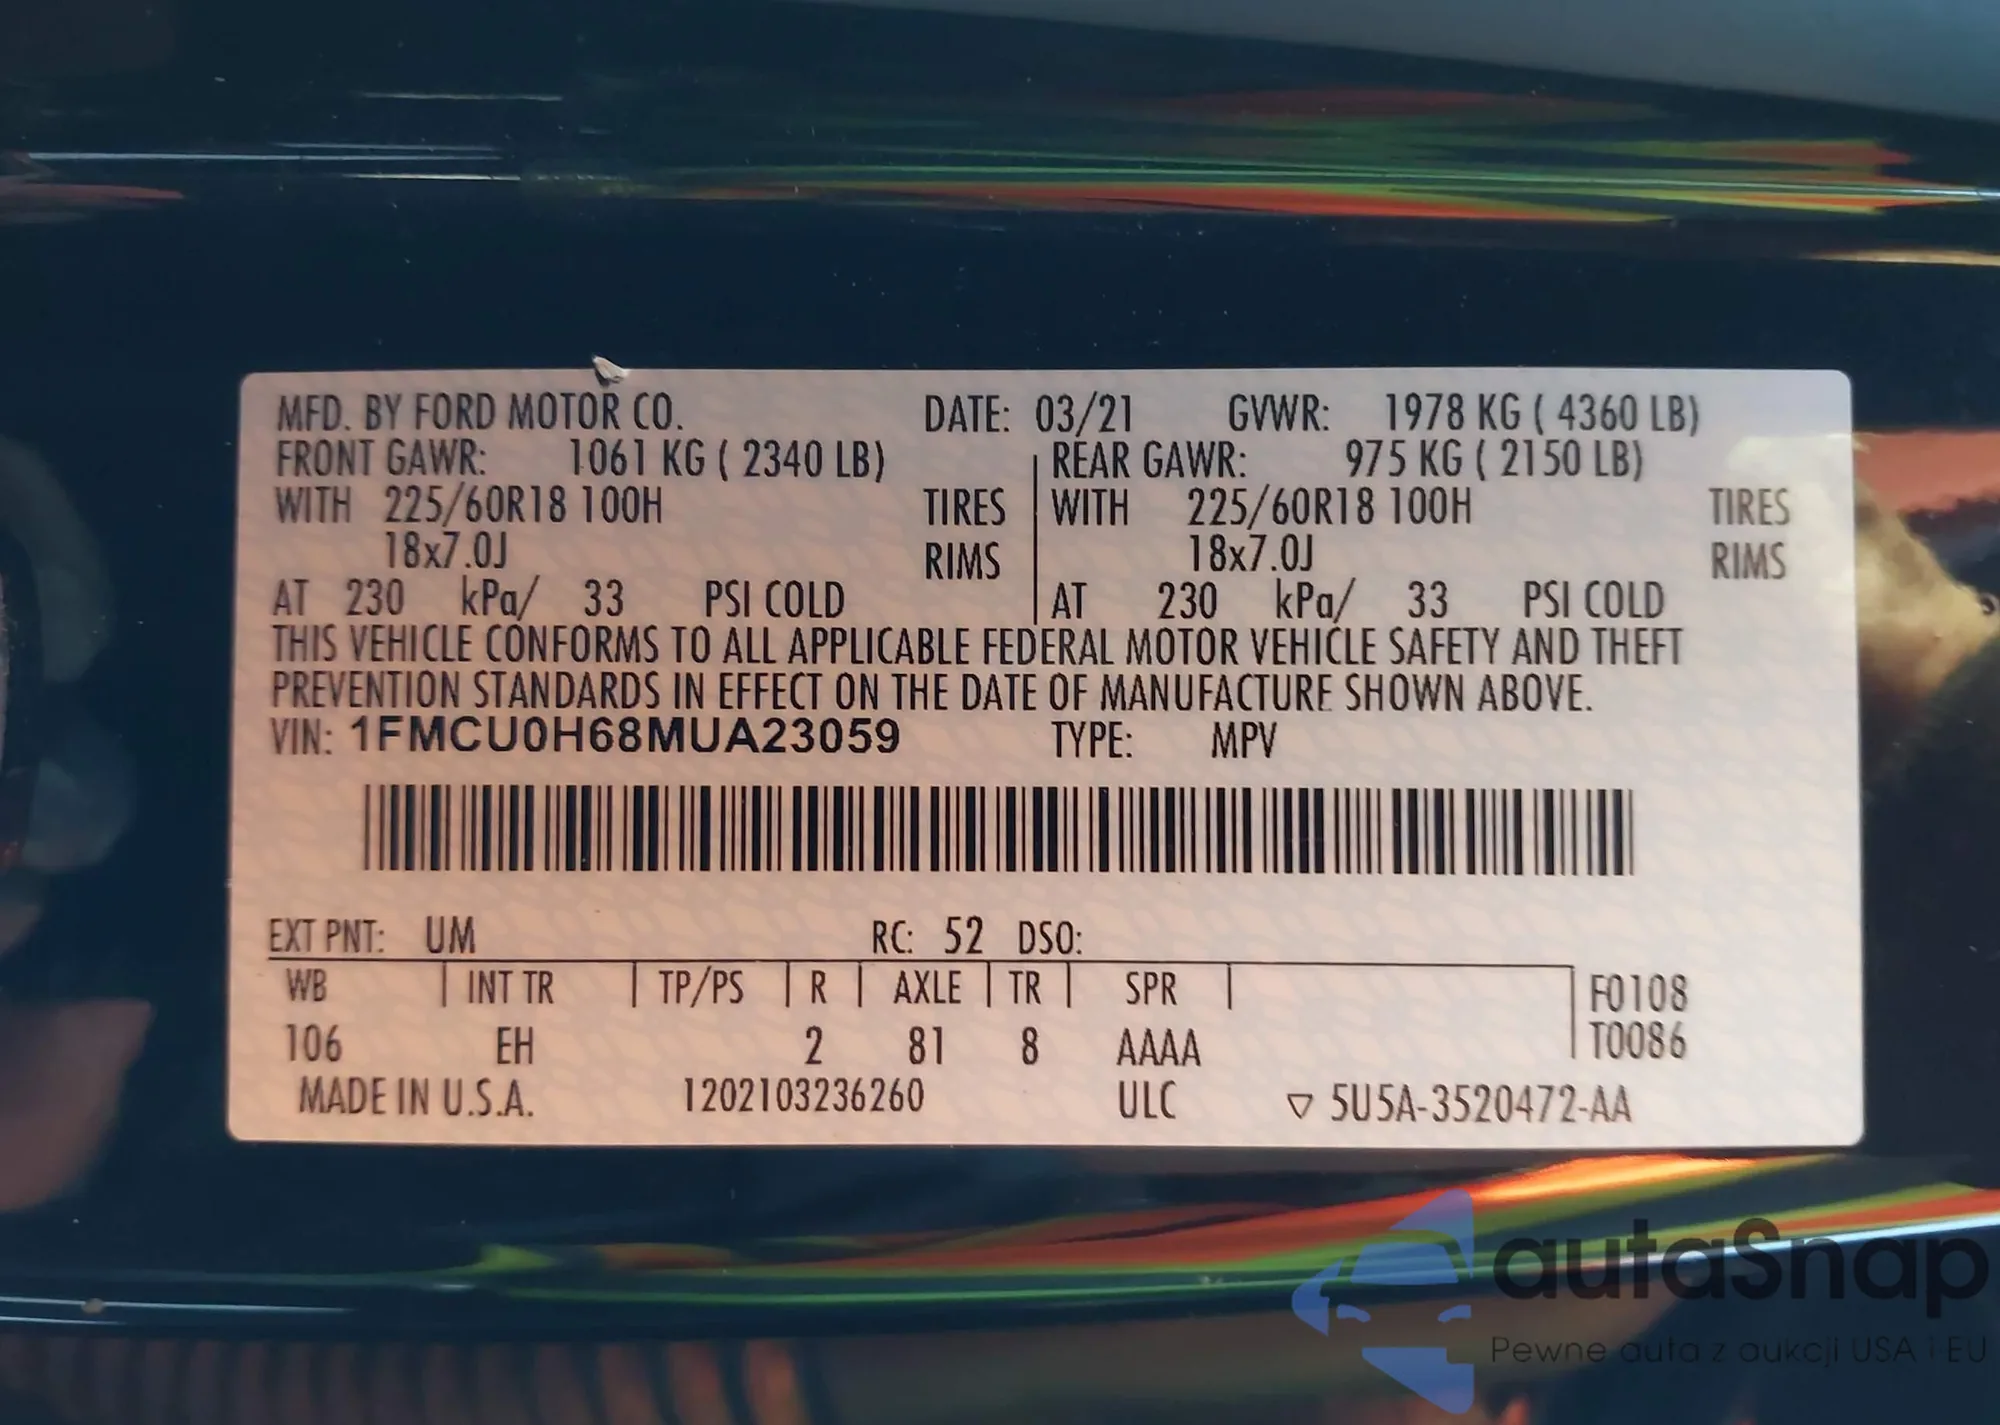 MFD. BY FORD MOTOR CO. DATE: 03/21 GVWR: 1978 KG ( 4360 LB)
FRONT GAWR: 1061 KG ( 2340 LB) REAR GAWR: 975 KG ( 2150 LB)
WITH 225/60R18 100H TIRES WITH 225/60R18 100H TIRES
18x7.0J RIMS 18x7.0J RIMS
AT 230 kPa/ 33 PSI COLD AT 230 kPa/ 33 PSI COLD
THIS VEHICLE CONFORMS TO ALL APPLICABLE FEDERAL MOTOR VEHICLE SAFETY AND THEFT
PREVENTION STANDARDS IN EFFECT ON THE DATE OF MANUFACTURE SHOWN ABOVE.
VIN: 1FMCU0H68MUA23059 TYPE: MPV
EXT PNT: UM RC: 52 DSO:
WB INT TR TP/PS R AXLE TR SPR F0108
106 EH 2 81 8 AAAA T0086
MADE IN U.S.A. 1202103236260 ULC ▽ 5U5A-3520472-AA
autaSnap
Pewne auta z aukcji USA i EU